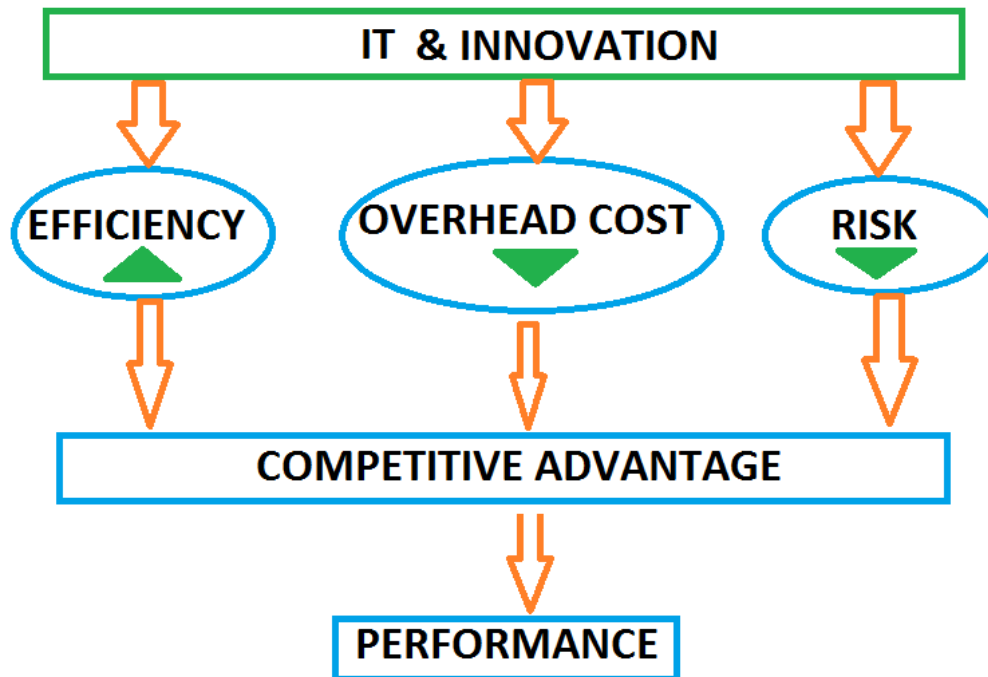 IT & INNOVATION
EFFICIENCY
OVERHEAD COST
RISK
COMPETITIVE ADVANTAGE
PERFORMANCE